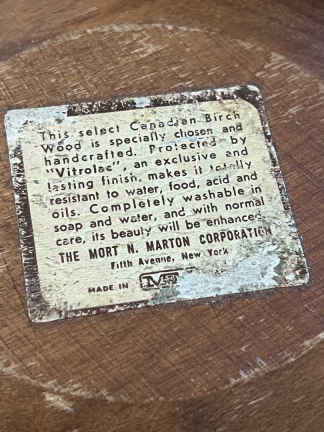 This select Canadian Birch
Wood is specially chosen and
handcrafted. Protected by
"Vitrolac", an exclusive and
lasting finish, makes it totally
resistant to water, food, acid and
oils. Completely washable in
soap and water, and with normal
care, its beauty will be enhanced.
THE MORT N. MARTON CORPORATION
Fifth Avenue, New York
MADE IN